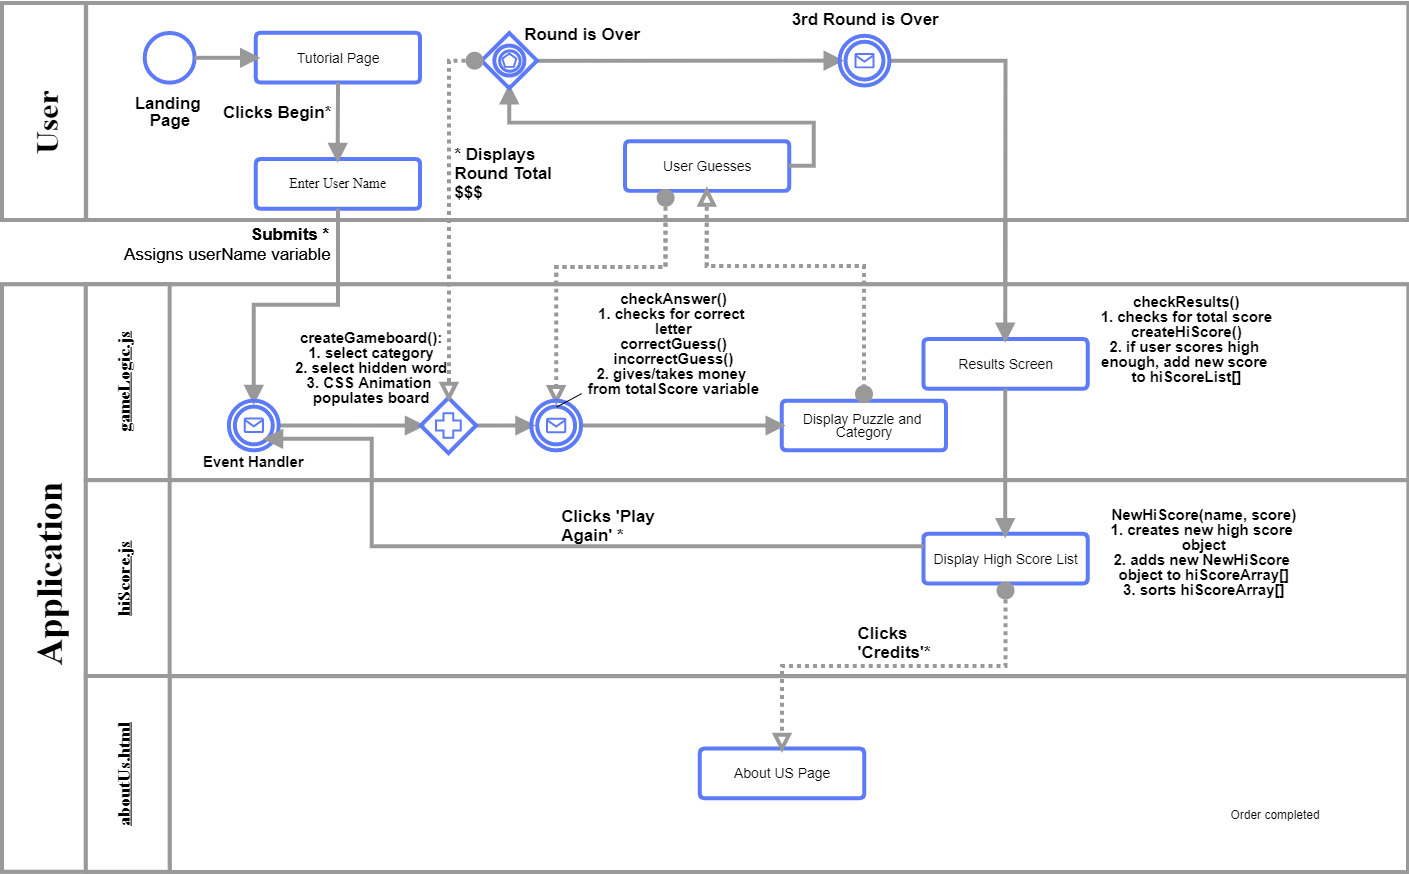 User
Landing
Page
Tutorial Page
Clicks Begin*
Enter User Name
Round is Over
3rd Round is Over
* Displays
Round Total
$$$
User Guesses
Submits *
Assigns userName variable
Application
gameLogic.js
createGameboard():
1. select category
2. select hidden word
3. CSS Animation
populates board
Event Handler
checkAnswer()
1. checks for correct
letter
correctGuess()
incorrectGuess()
2. gives/takes money
from totalScore variable
Display Puzzle and
Category
Results Screen
checkResults()
1. checks for total score
createHiScore()
2. if user scores high
enough, add new score
to hiScoreList[]
hiScore.js
Clicks 'Play
Again' *
Display High Score List
NewHiScore(name, score)
1. creates new high score
object
2. adds new NewHiScore
object to hiScoreArray[]
3. sorts hiScoreArray[]
Clicks
'Credits'*
aboutUs.html
About US Page
Order completed